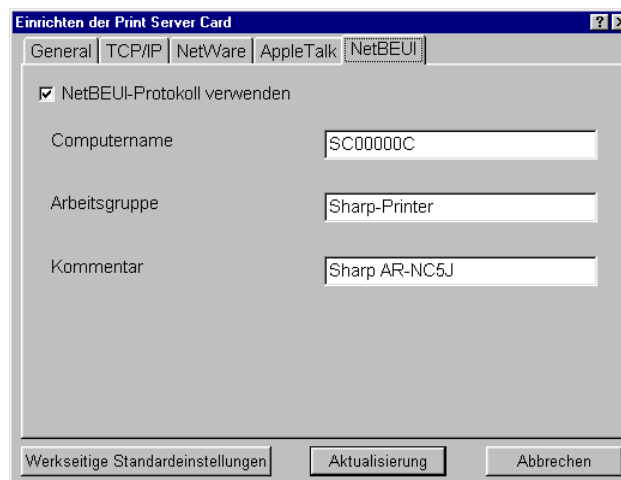 Einrichten der Print Server Card
General TCP/IP NetWare AppleTalk NetBEUI
NetBEUI-Protokoll verwenden
Computername SC00000C
Arbeitsgruppe Sharp-Printer
Kommentar Sharp AR-NC5J
Werkseitige Standardeinstellungen Aktualisierung Abbrechen